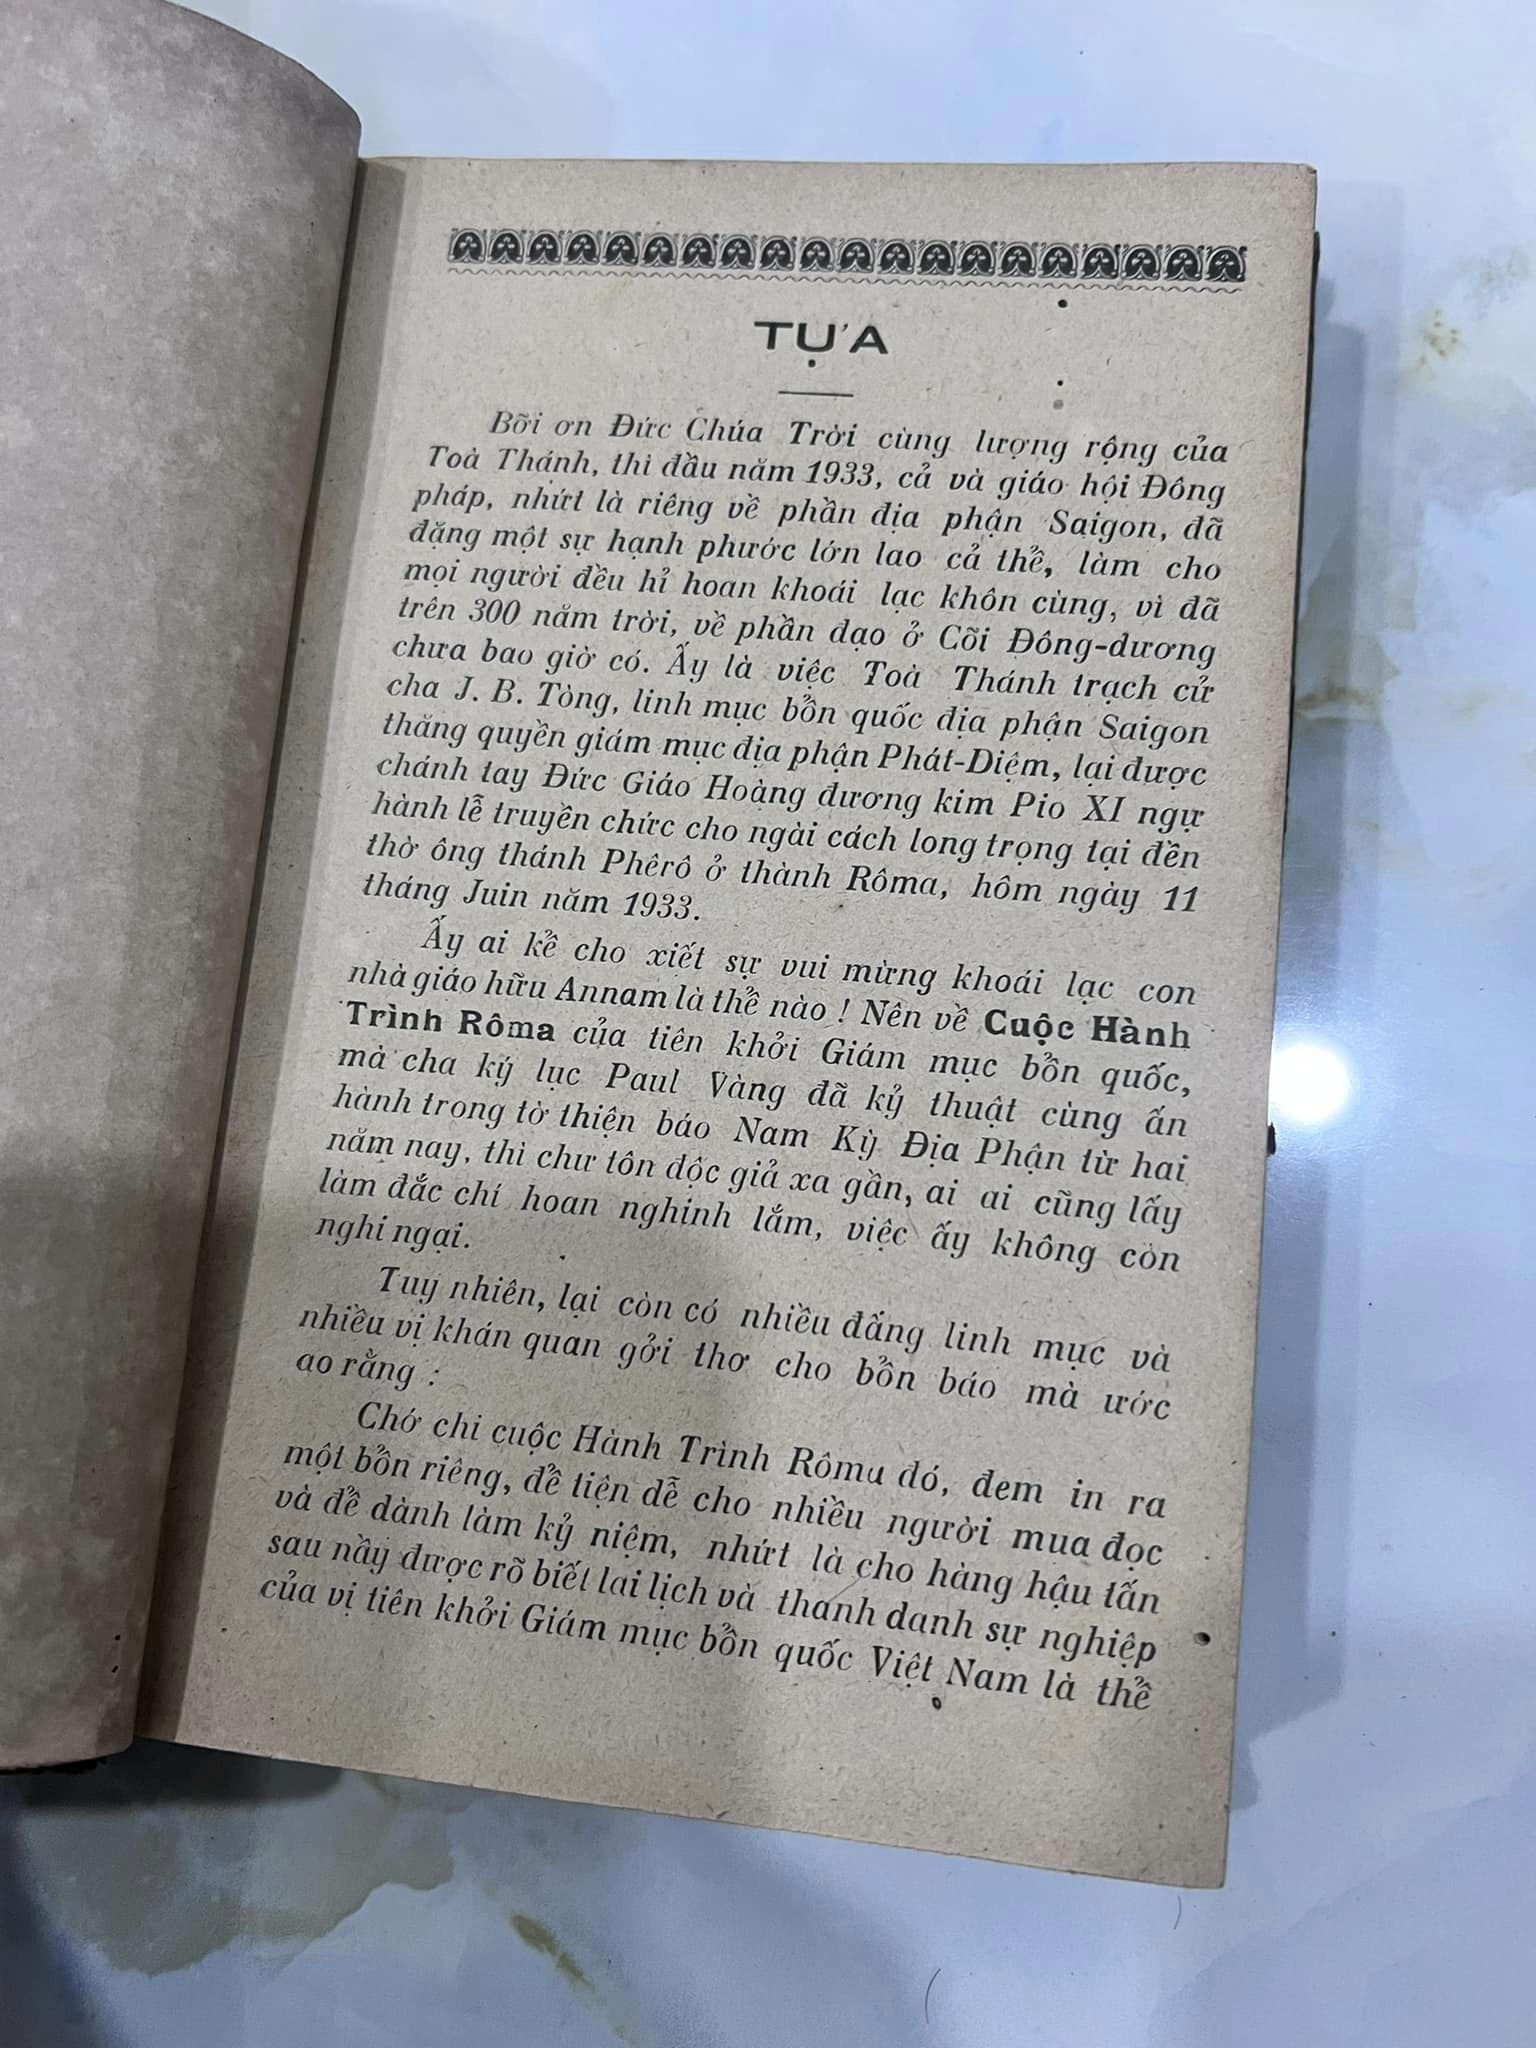 TỰA
Bỡi ơn Đức Chúa Trời cùng lượng rộng của
Toà Thánh, thì đầu năm 1933, cả và giáo hội Đông
pháp, nhứt là riêng về phần địa phận Saigon, đã
đặng một sự hạnh phước lớn lao cả thể, làm cho
mọi người đều hỉ hoan khoái lạc khôn cùng, vì đã
trên 300 năm trời, về phần đạo ở Cõi Đông-dương
chưa bao giờ có. Ấy là việc Toà Thánh trạch cử
cha J. B. Tòng, linh mục bổn quốc địa phận Saigon
thăng quyền giám mục địa phận Phát-Diệm, lại được
chánh tay Đức Giáo Hoàng đương kim Pio XI ngự
hành lễ truyền chức cho ngài cách long trọng tại đền
thờ ông thánh Phêrô ở thành Rôma, hôm ngày 11
tháng Juin năm 1933.
Ấy ai kể cho xiết sự vui mừng khoái lạc con
nhà giáo hữu Annam là thể nào ! Nên về Cuộc Hành
Trình Rôma của tiên khởi Giám mục bổn quốc,
mà cha ký lục Paul Vàng đã kỷ thuật cùng ấn
hành trong tờ thiện báo Nam Kỳ Địa Phận từ hai
năm nay, thì chư tôn độc giả xa gần, ai ai cũng lấy
làm đắc chí hoan nghinh lắm, việc ấy không còn
nghi ngại.
Tuy nhiên, lại còn có nhiều đấng linh mục và
nhiều vị khán quan gởi thơ cho bổn báo mà ước
ao rằng :
Chớ chi cuộc Hành Trình Rôma đó, đem in ra
một bổn riêng, để tiện dễ cho nhiều người mua đọc
và để dành làm kỷ niệm, nhứt là cho hàng hậu tấn
sau nầy được rõ biết lai lịch và thanh danh sự nghiệp
của vị tiên khởi Giám mục bổn quốc Việt Nam là thể